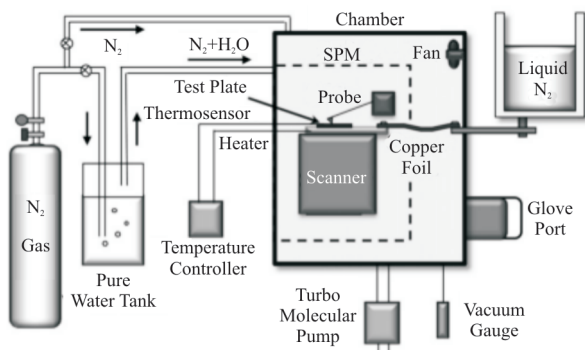 Chamber
N₂
N₂+H₂O
SPM
Fan
Liquid
N₂
Test Plate
Probe
Thermosensor
Heater
Copper
Foil
Scanner
N₂
Gas
Temperature
Controller
Glove
Port
Pure
Water Tank
Turbo
Molecular
Pump
Vacuum
Gauge